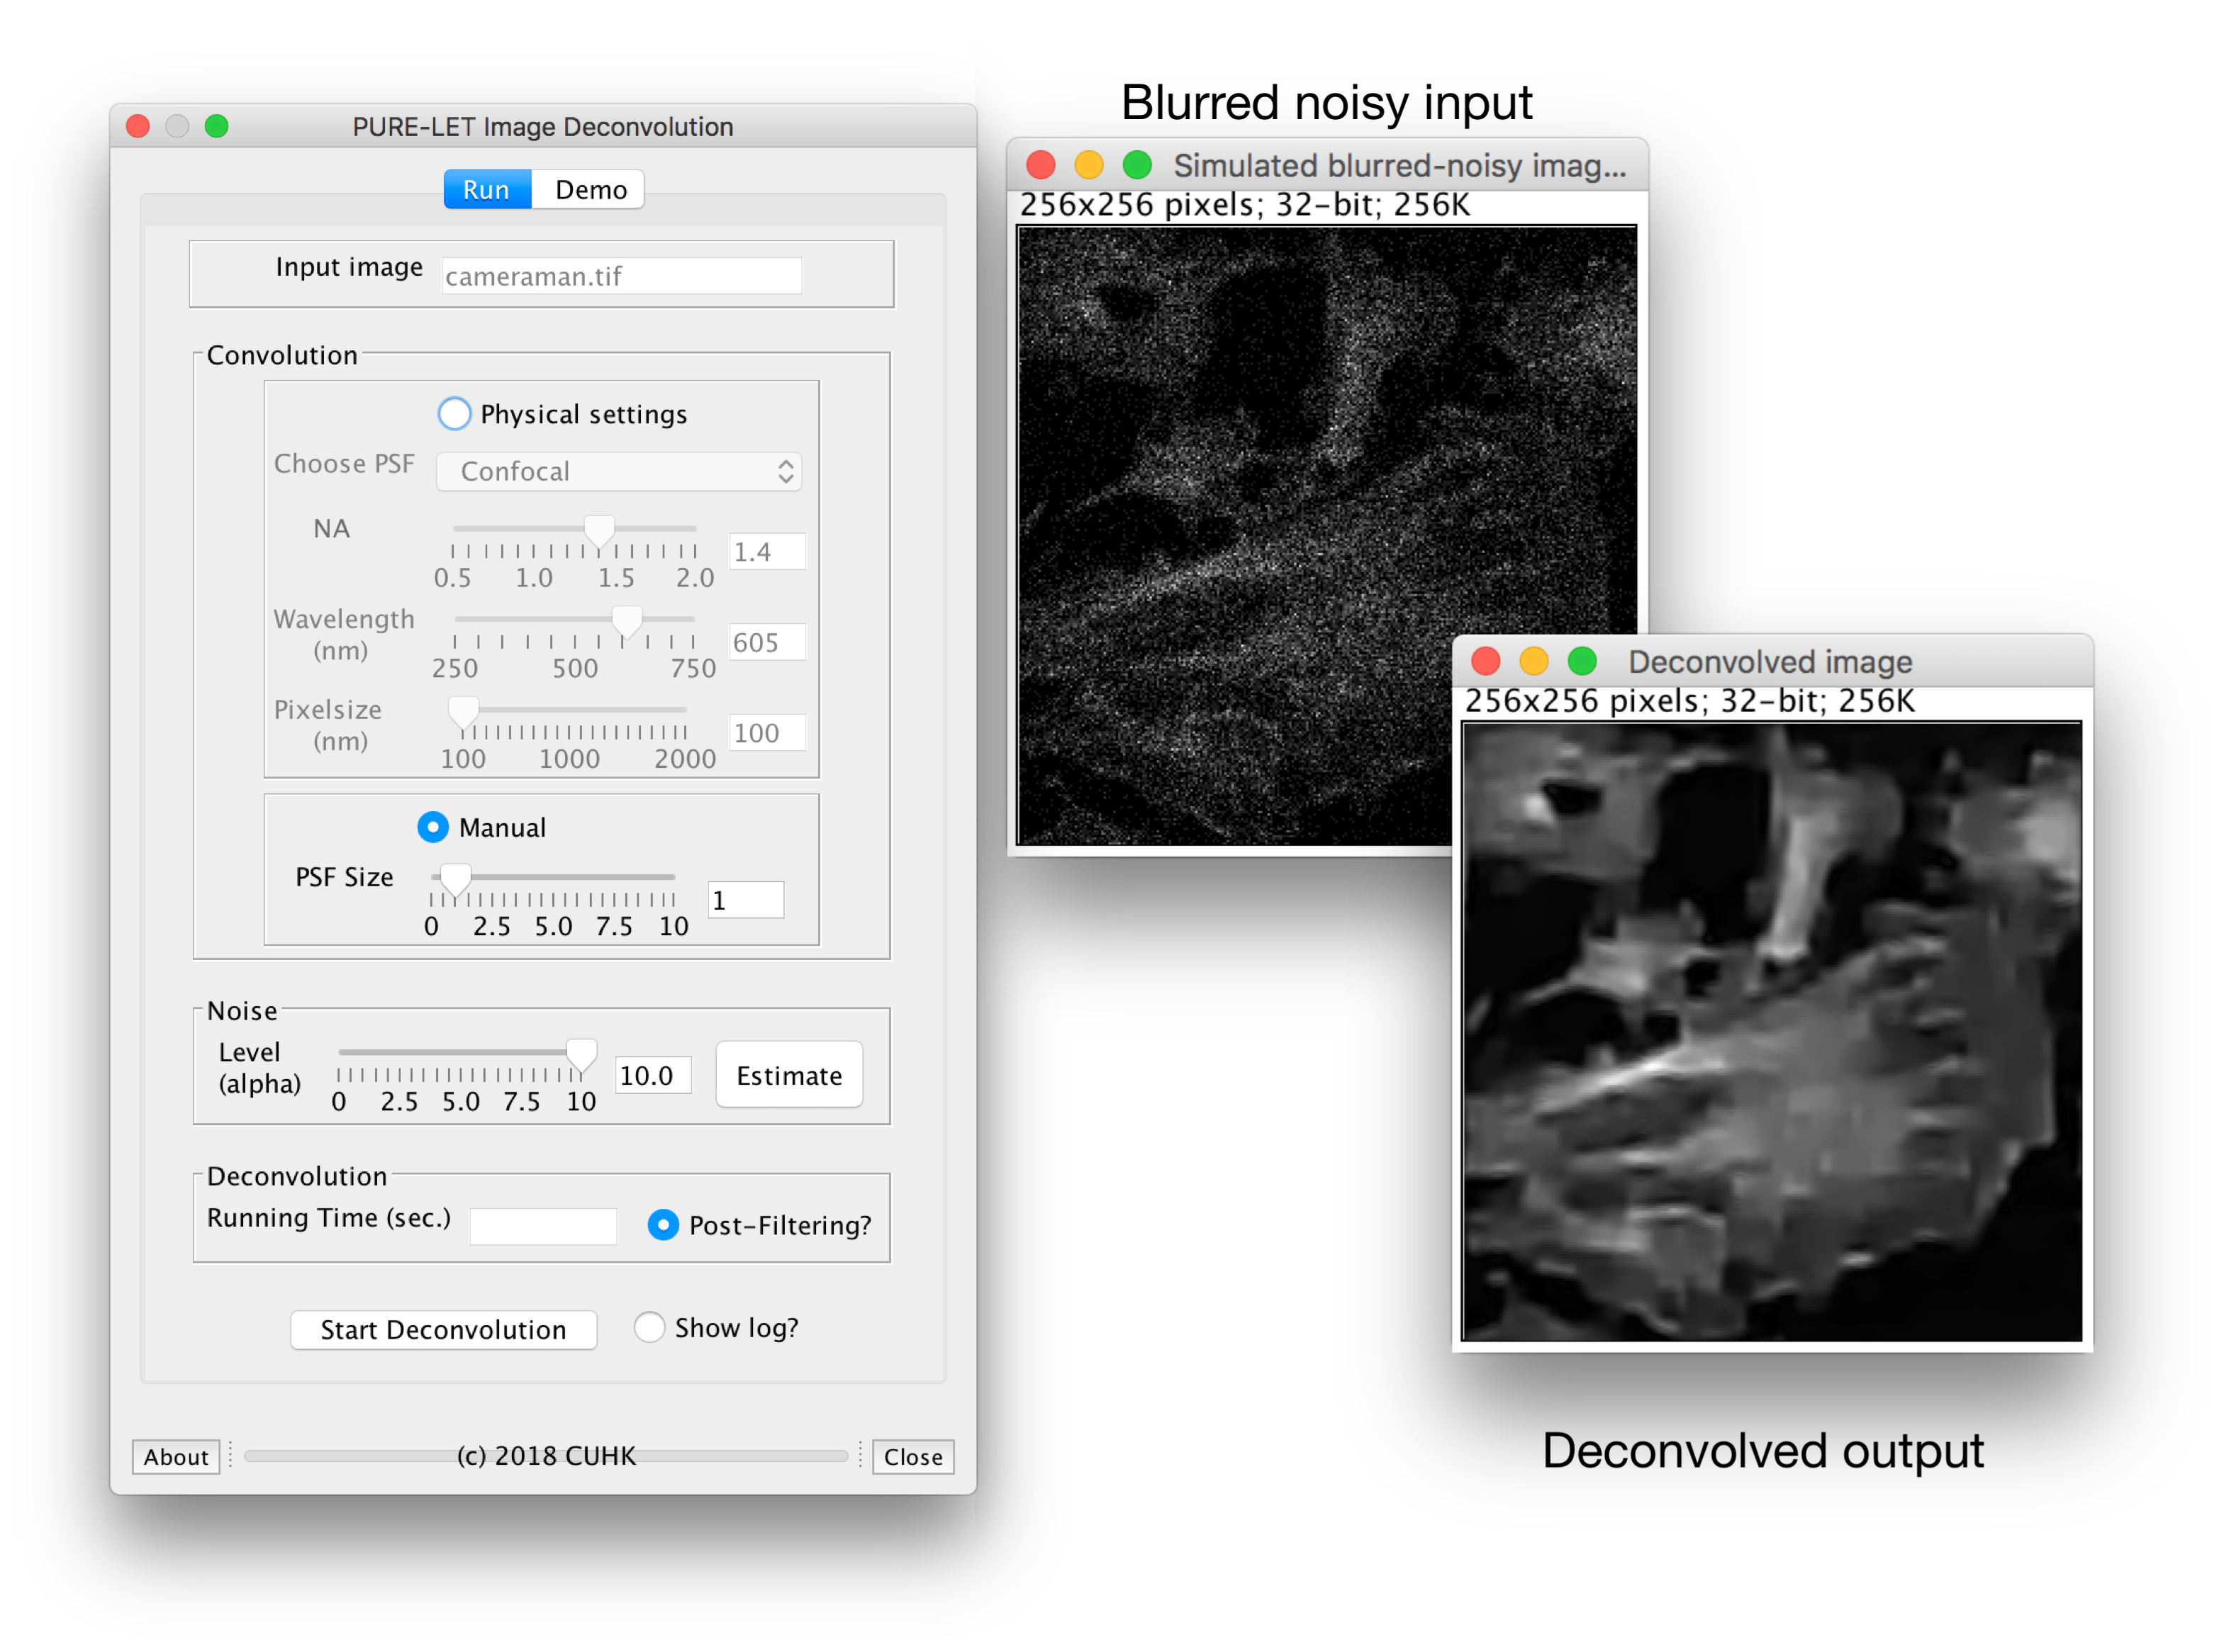 PURE-LET Image Deconvolution
Run Demo
Input image cameraman.tif
Convolution
Physical settings
Choose PSF Confocal
NA
1.4
0.5 1.0 1.5 2.0
Wavelength
(nm)
605
250 500 750
Pixelsize
(nm)
100
100 1000 2000
Manual
PSF Size
1
0 2.5 5.0 7.5 10
Noise
Level
(alpha)
10.0 Estimate
0 2.5 5.0 7.5 10
Deconvolution
Running Time (sec.) Post-Filtering?
Start Deconvolution Show log?
About (c) 2018 CUHK Close
Blurred noisy input
Simulated blurred-noisy imag...
256x256 pixels; 32-bit; 256K
Deconvolved image
256x256 pixels; 32-bit; 256K
Deconvolved output